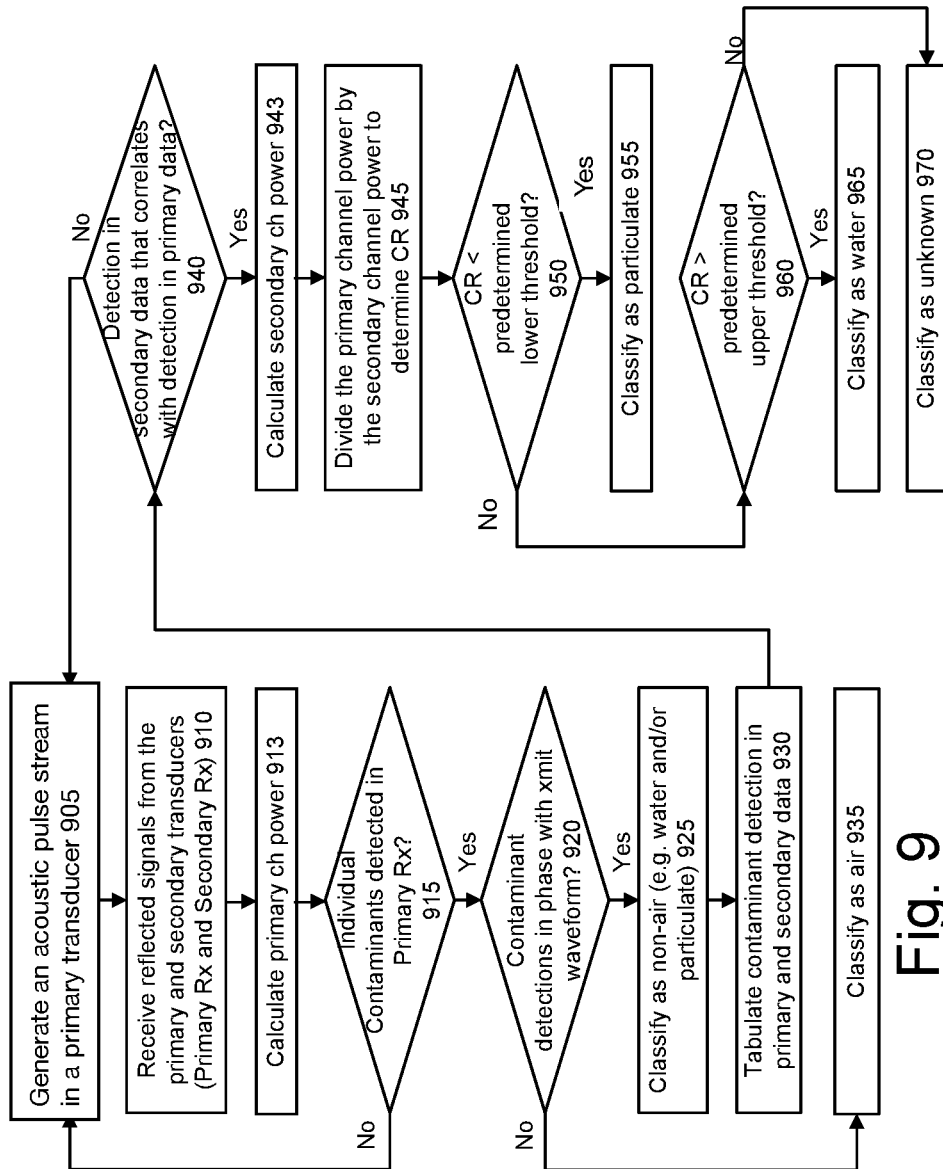 Generate an acoustic pulse stream
in a primary transducer 905
Receive reflected signals from the
primary and secondary transducers
(Primary Rx and Secondary Rx) 910
Calculate primary ch power 913
Individual
Contaminants detected in
Primary Rx?
915
No
Yes
Contaminant
detections in phase with xmit
waveform? 920
No
Yes
Classify as non-air (e.g. water and/or
particulate) 925
Tabulate contaminant detection in
primary and secondary data 930
Classify as air 935
Detection in
secondary data that correlates
with detection in primary data?
940
No
Yes
Calculate secondary ch power 943
Divide the primary channel power by
the secondary channel power to
determine CR 945
CR <
predetermined
lower threshold?
950
No
Yes
Classify as particulate 955
CR >
predetermined
upper threshold?
960
No
Yes
Classify as water 965
Classify as unknown 970
Fig. 9